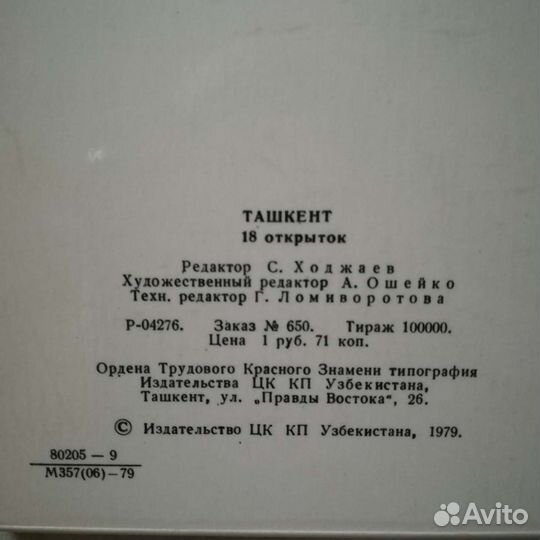 ТАШКЕНТ
18 открыток
Редактор С. Ходжаев
Художественный редактор А. Ошейко
Техн. редактор Г. Ломиворотова
Р-04276. Заказ № 650. Тираж 100000.
Цена 1 руб. 71 коп.
Ордена Трудового Красного Знамени типография
Издательства ЦК КП Узбекистана,
Ташкент, ул. „Правды Востока“, 26.
© Издательство ЦК КП Узбекистана, 1979.
80205 — 9
М357(06)—79
Avito